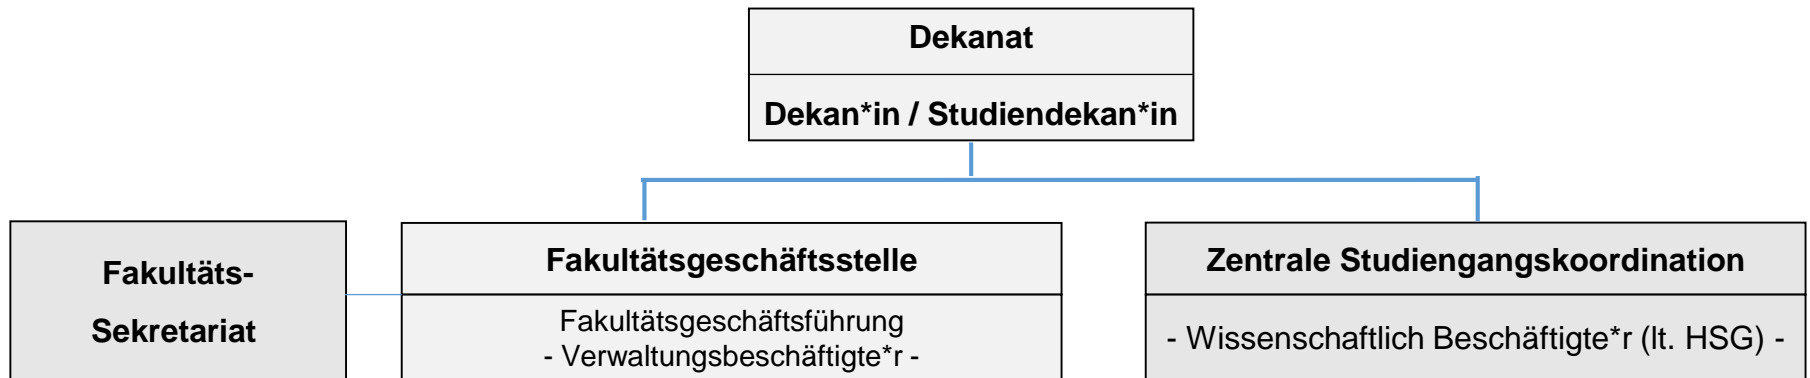 Dekanat
Dekan*in / Studiendekan*in
Fakultäts-
Sekretariat
Fakultätsgeschäftsstelle
Fakultätsgeschäftsführung
- Verwaltungsbeschäftigte*r -
Zentrale Studiengangskoordination
- Wissenschaftlich Beschäftigte*r (lt. HSG) -